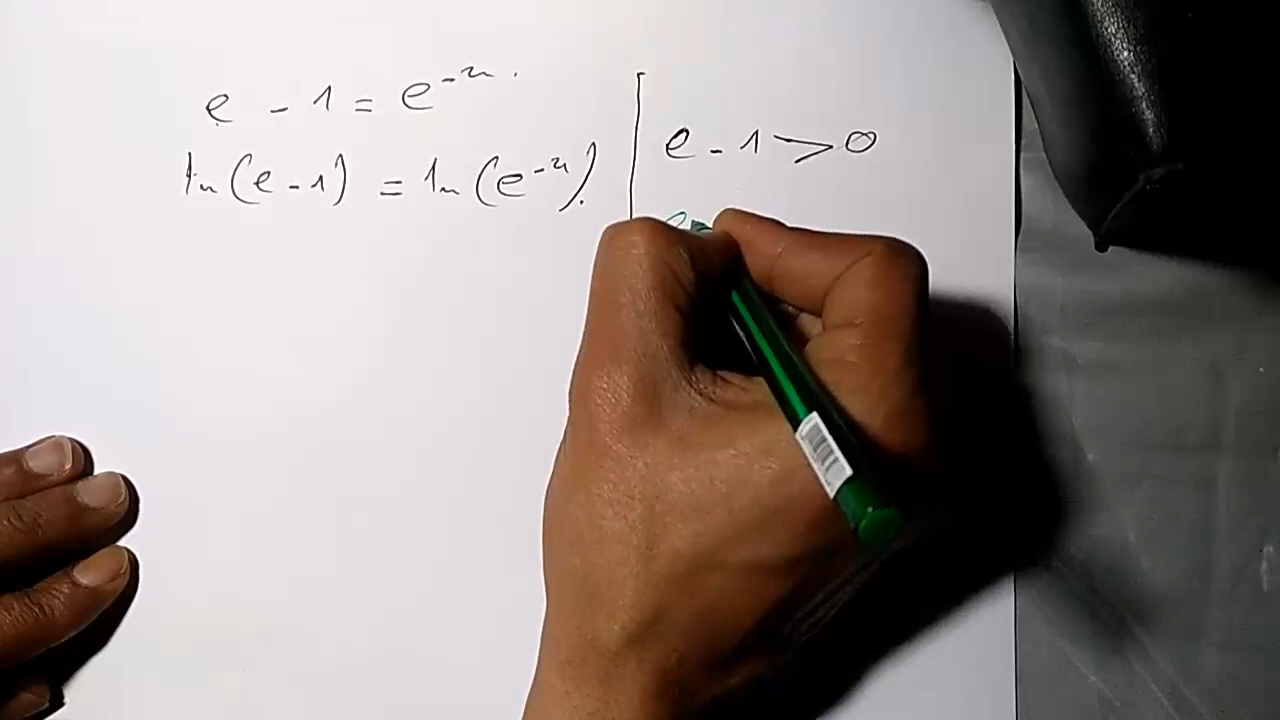 e - 1 = e^-x.
ln(e - 1) = ln(e^-x).
e - 1 > 0
e